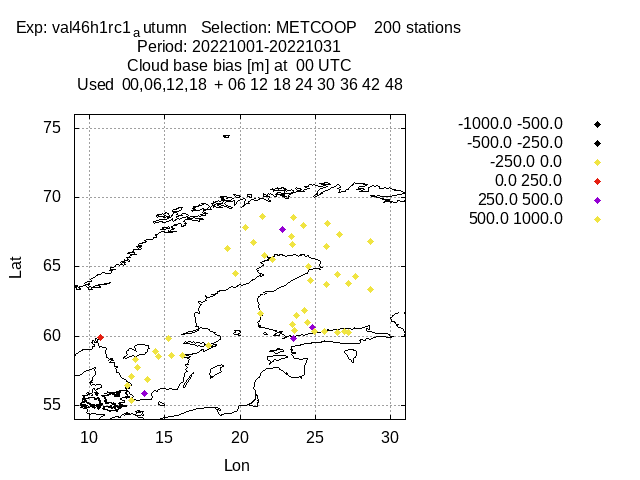 Exp: val46h1rc1autumn   Selection: METCOOP    200 stations
Period: 20221001-20221031
Cloud base bias [m] at  00 UTC
Used  00,06,12,18  + 06 12 18 24 30  36 42 48
-1000.0 -500.0
-500.0 -250.0
-250.0 0.0
0.0 250.0
250.0 500.0
500.0 1000.0
75
70
65
60
55
Lat
10 15 20 25 30
Lon